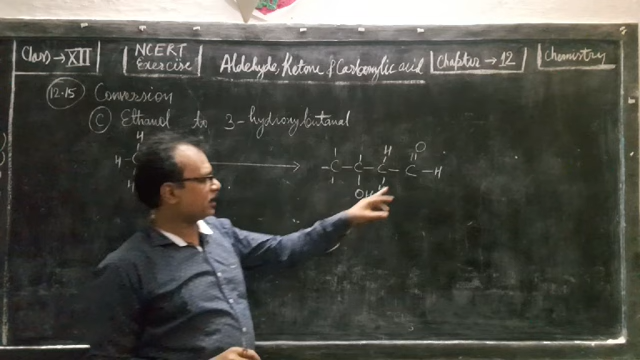 Class → XII
NCERT
Exercise
Aldehyde, Ketone & Carboxylic acid
Chapter → 12
Chemistry
12.15 Conversion
C Ethanol to 3-hydroxybutanal
H
H - C
H
H O
- C - C - C - C - H
OH